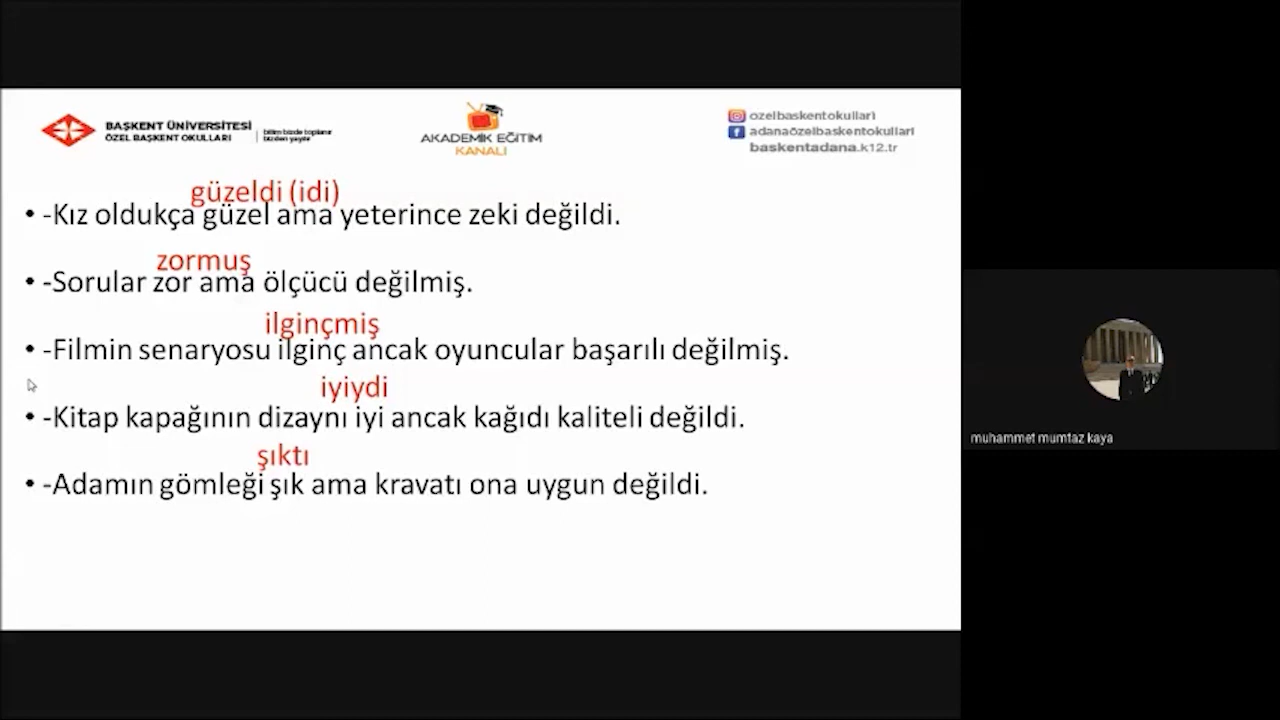 BAŞKENT ÜNİVERSİTESİ
ÖZEL BAŞKENT OKULLARI
bilim bizde toplanır
bizden yayılır
AKADEMİK EĞİTİM
KANALI
ozelbaskentokullari
adanaözelbaskentokullari
baskentadana.k12.tr
güzeldi (idi)
• -Kız oldukça güzel ama yeterince zeki değildi.
zormuş
• -Sorular zor ama ölçücü değilmiş.
ilginçmiş
• -Filmin senaryosu ilginç ancak oyuncular başarılı değilmiş.
iyiydi
• -Kitap kapağının dizaynı iyi ancak kağıdı kaliteli değildi.
şıktı
• -Adamın gömleği şık ama kravatı ona uygun değildi.
muhammet mumtaz kaya